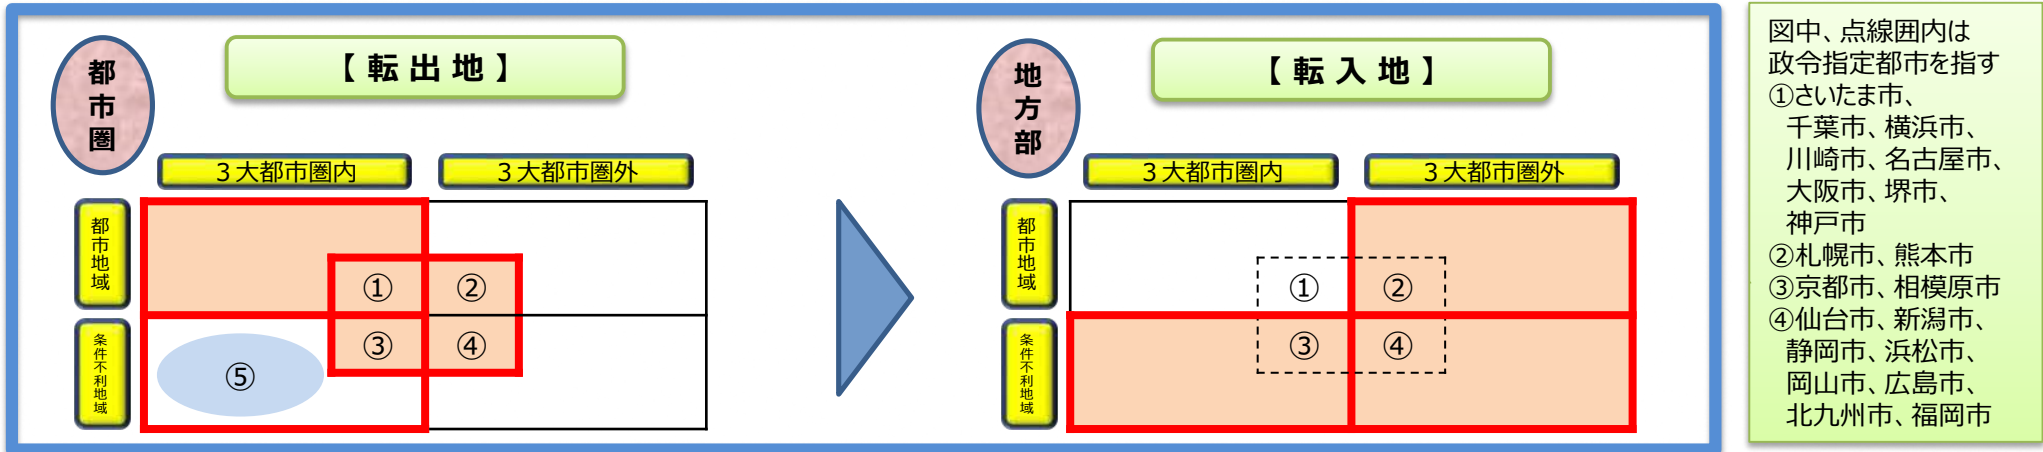 都市圏
【 転 出 地 】
3大都市圏内
3大都市圏外
都市地域
条件不利地域
①
②
③
④
⑤
地方部
【 転 入 地 】
3大都市圏内
3大都市圏外
都市地域
条件不利地域
①
②
③
④
図中、点線囲内は
政令指定都市を指す
①さいたま市、
千葉市、横浜市、
川崎市、名古屋市、
大阪市、堺市、
神戸市
②札幌市、熊本市
③京都市、相模原市
④仙台市、新潟市、
静岡市、浜松市、
岡山市、広島市、
北九州市、福岡市